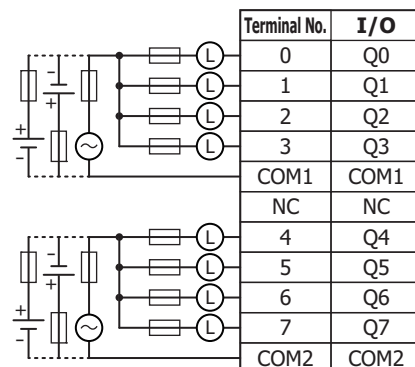 Terminal No. I/O
L 0 Q0
L 1 Q1
L 2 Q2
L 3 Q3
COM1 COM1
NC NC
L 4 Q4
L 5 Q5
L 6 Q6
L 7 Q7
COM2 COM2
- + + -
- + + -